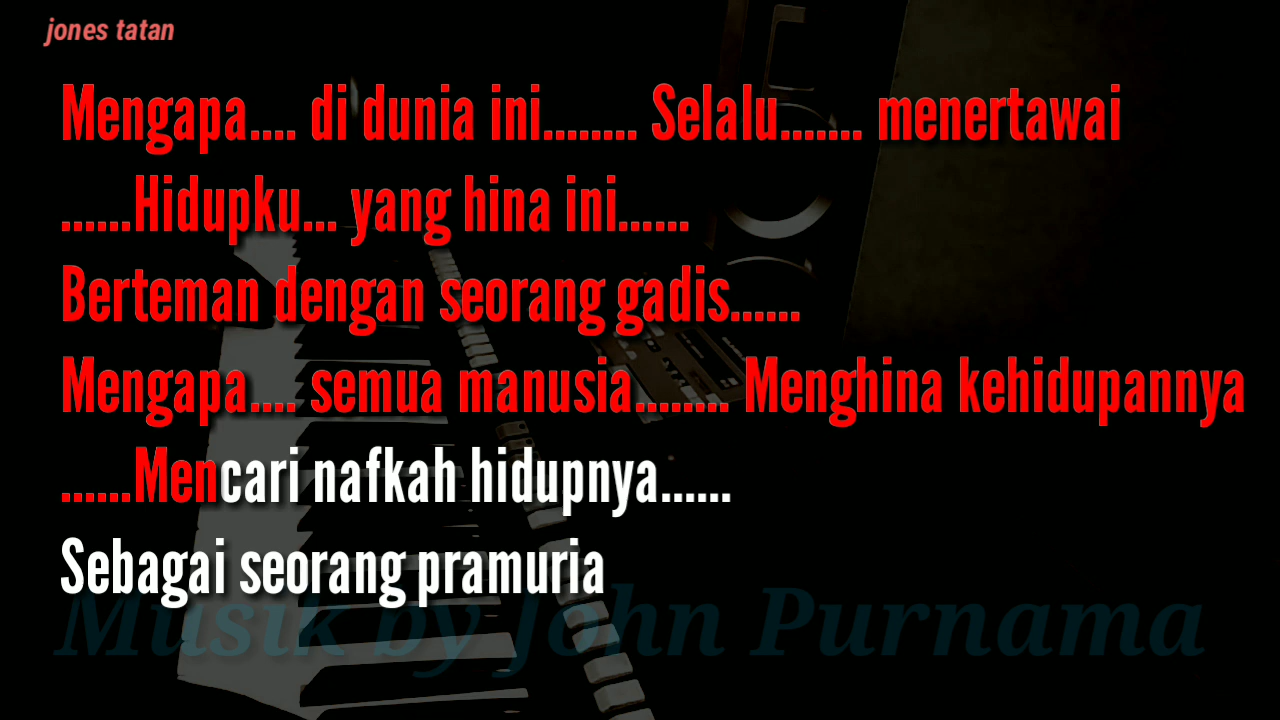 jones tatan
Mengapa.... di dunia ini........ Selalu....... menertawai
......Hidupku... yang hina ini......
Berteman dengan seorang gadis......
Mengapa.... semua manusia........ Menghina kehidupannya
......Mencari nafkah hidupnya......
Sebagai seorang pramuria
Musik by John Purnama